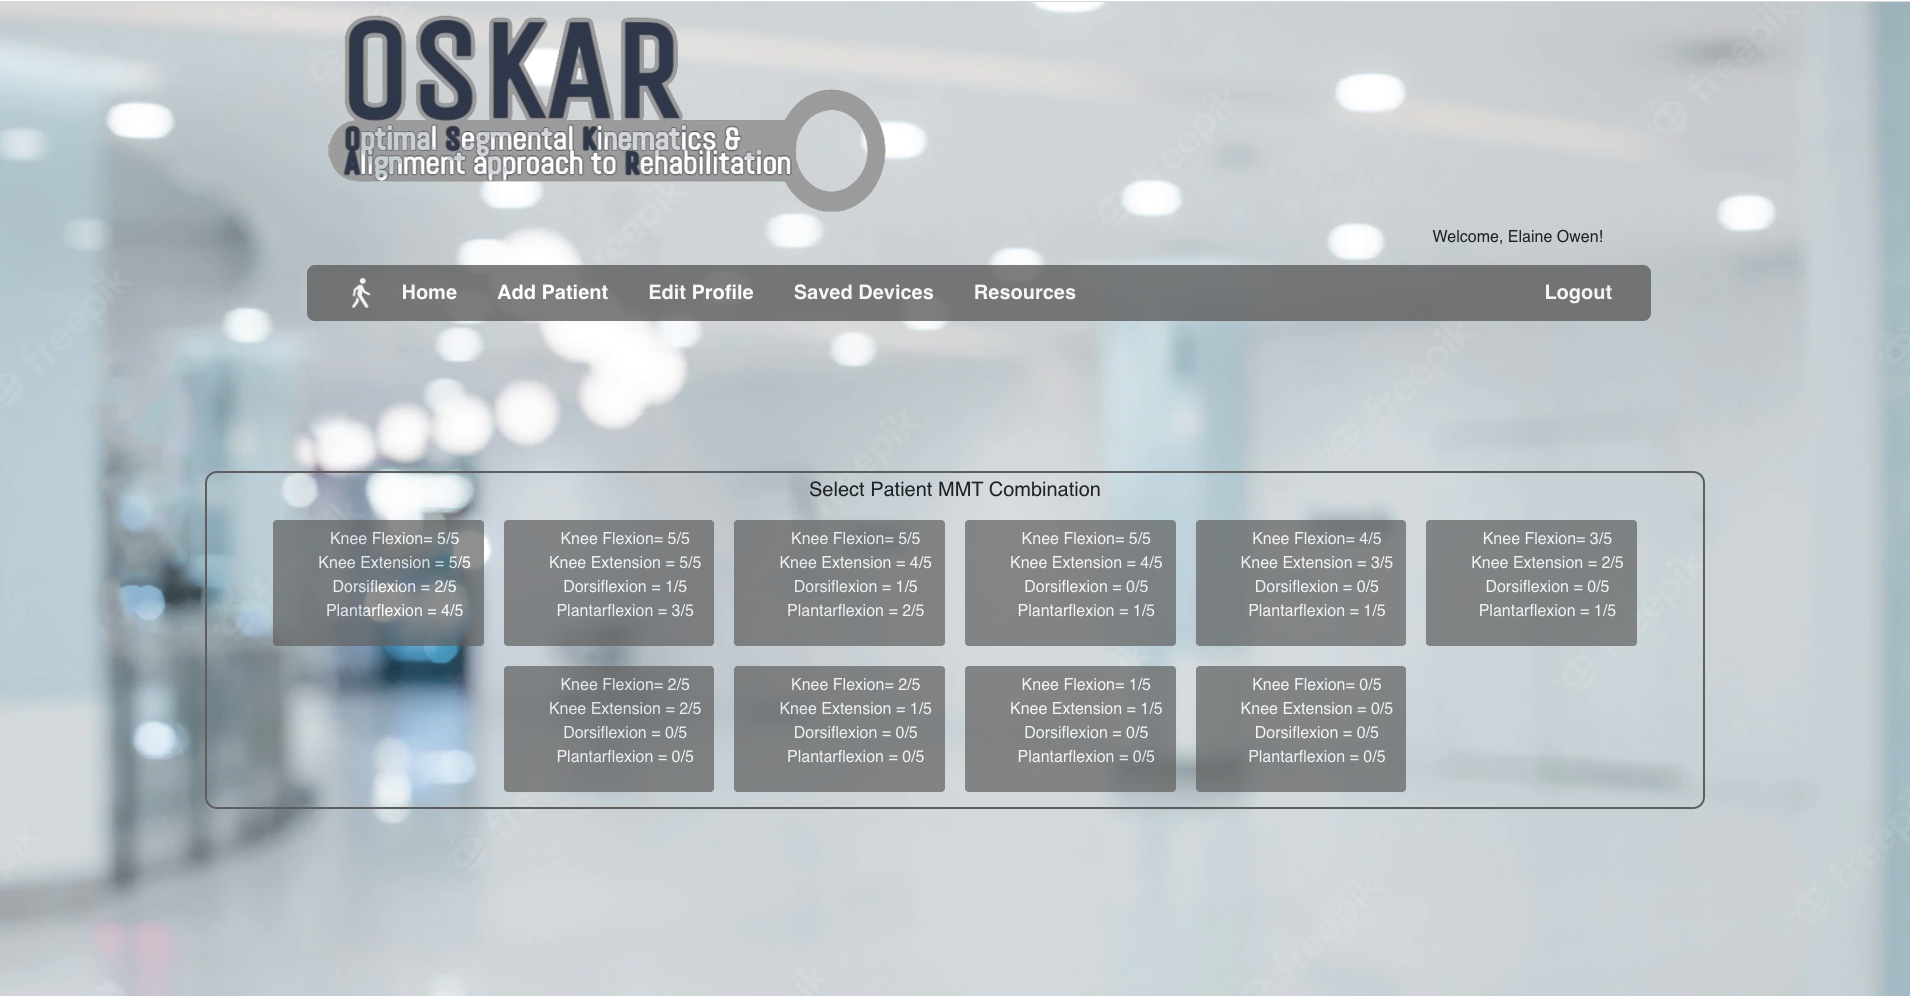 OSKAR
Optimal Segmental Kinematics &
Alignment approach to Rehabilitation
Welcome, Elaine Owen!
Home Add Patient Edit Profile Saved Devices Resources Logout
Select Patient MMT Combination
Knee Flexion= 5/5
Knee Extension = 5/5
Dorsiflexion = 2/5
Plantarflexion = 4/5
Knee Flexion= 5/5
Knee Extension = 5/5
Dorsiflexion = 1/5
Plantarflexion = 3/5
Knee Flexion= 5/5
Knee Extension = 4/5
Dorsiflexion = 1/5
Plantarflexion = 2/5
Knee Flexion= 5/5
Knee Extension = 4/5
Dorsiflexion = 0/5
Plantarflexion = 1/5
Knee Flexion= 4/5
Knee Extension = 3/5
Dorsiflexion = 0/5
Plantarflexion = 1/5
Knee Flexion= 3/5
Knee Extension = 2/5
Dorsiflexion = 0/5
Plantarflexion = 1/5
Knee Flexion= 2/5
Knee Extension = 2/5
Dorsiflexion = 0/5
Plantarflexion = 0/5
Knee Flexion= 2/5
Knee Extension = 1/5
Dorsiflexion = 0/5
Plantarflexion = 0/5
Knee Flexion= 1/5
Knee Extension = 1/5
Dorsiflexion = 0/5
Plantarflexion = 0/5
Knee Flexion= 0/5
Knee Extension = 0/5
Dorsiflexion = 0/5
Plantarflexion = 0/5
freepik
freepik
freepik
freepik
freepik
freepik